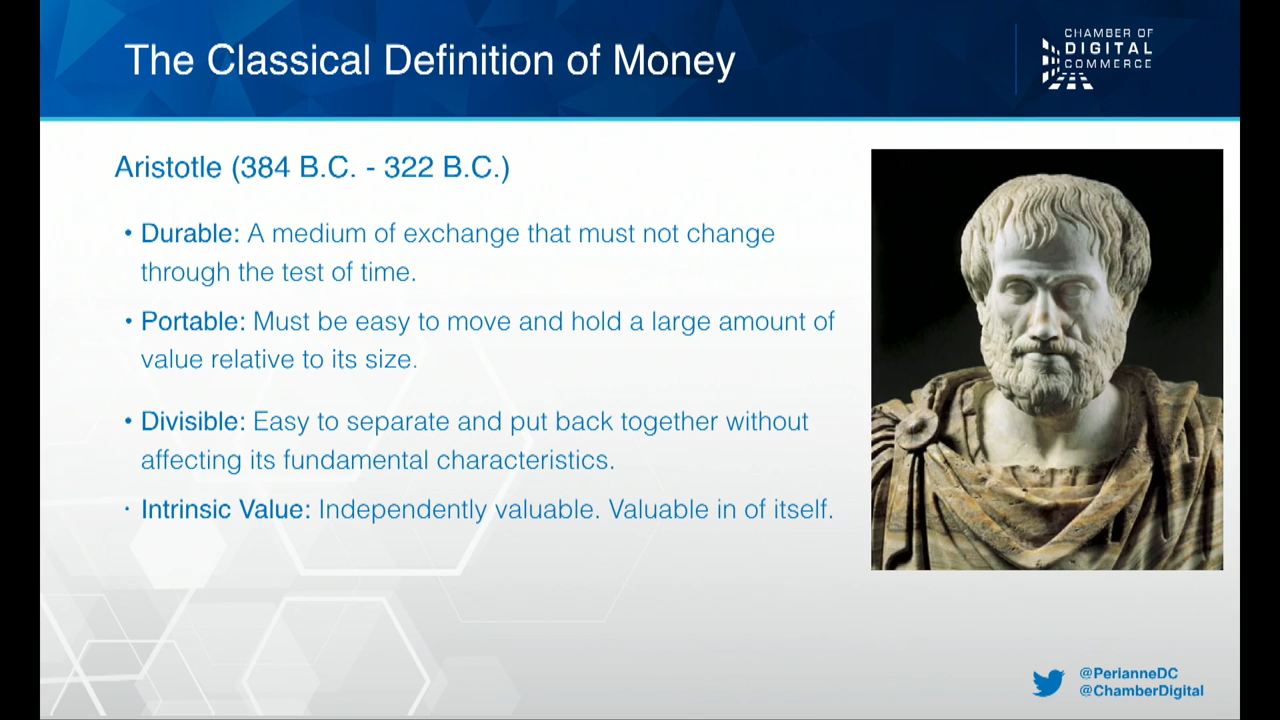 The Classical Definition of Money
CHAMBER OF
DIGITAL
COMMERCE
Aristotle (384 B.C. - 322 B.C.)
• Durable: A medium of exchange that must not change
through the test of time.
• Portable: Must be easy to move and hold a large amount of
value relative to its size.
• Divisible: Easy to separate and put back together without
affecting its fundamental characteristics.
• Intrinsic Value: Independently valuable. Valuable in of itself.
@PerianneDC
@ChamberDigital